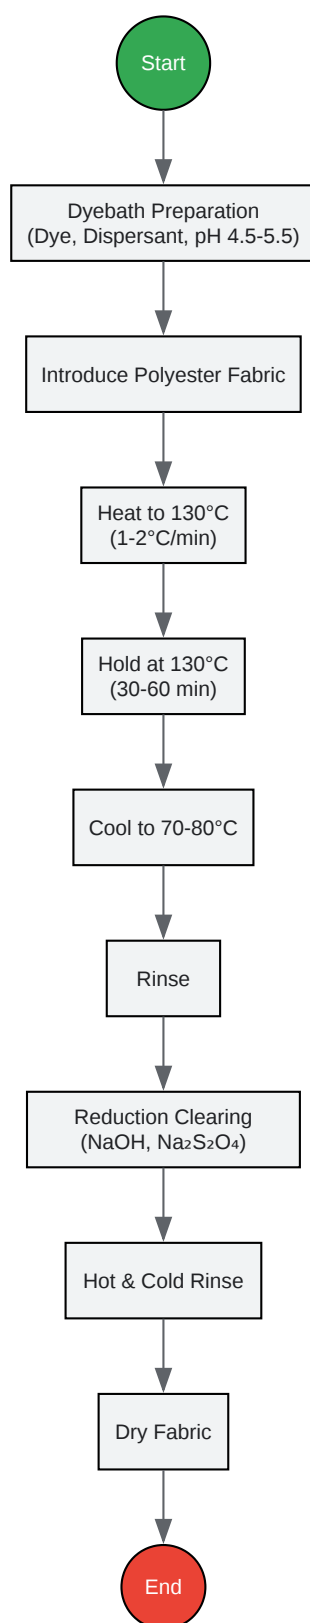 Start
Dyebath Preparation
(Dye, Dispersant, pH 4.5-5.5)
Introduce Polyester Fabric
Heat to 130°C
(1-2°C/min)
Hold at 130°C
(30-60 min)
Cool to 70-80°C
Rinse
Reduction Clearing
(NaOH, Na₂S₂O₄)
Hot & Cold Rinse
Dry Fabric
End